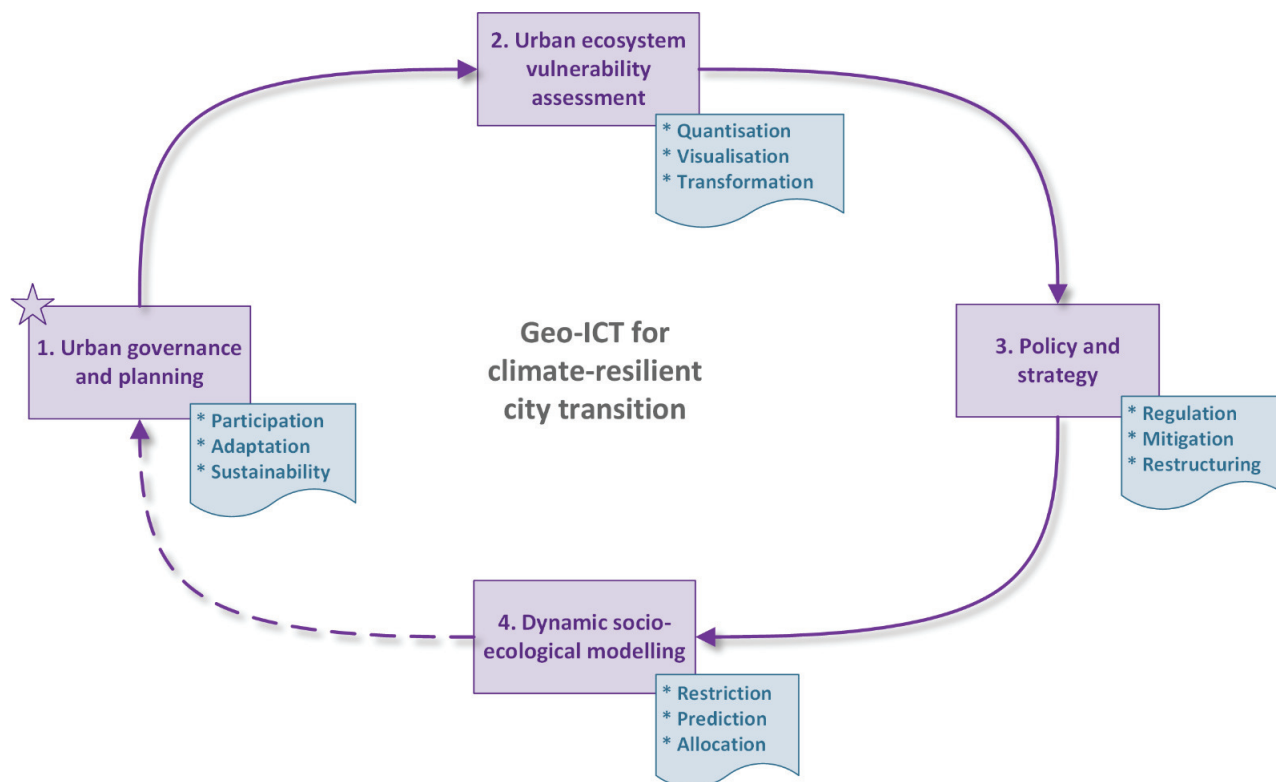 2. Urban ecosystem
vulnerability
assessment
* Quantisation
* Visualisation
* Transformation
1. Urban governance
and planning
* Participation
* Adaptation
* Sustainability
Geo-ICT for
climate-resilient
city transition
3. Policy and
strategy
* Regulation
* Mitigation
* Restructuring
4. Dynamic socio-
ecological modelling
* Restriction
* Prediction
* Allocation